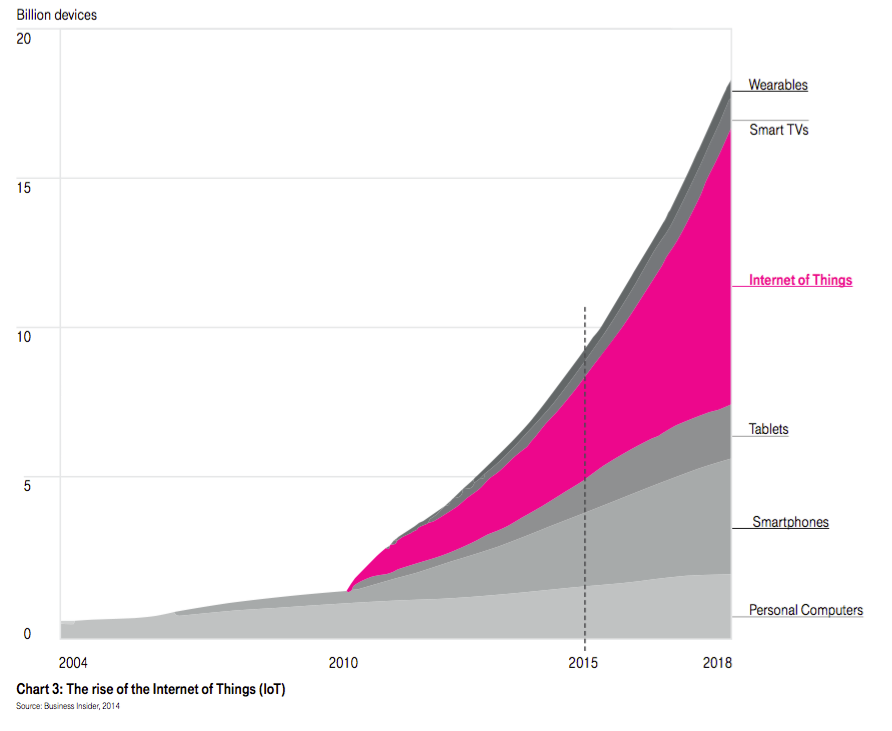 Billion devices
20
15
10
5
0
Wearables
Smart TVs
Internet of Things
Tablets
Smartphones
Personal Computers
2004 2010 2015 2018
Chart 3: The rise of the Internet of Things (IoT)
Source: Business Insider, 2014